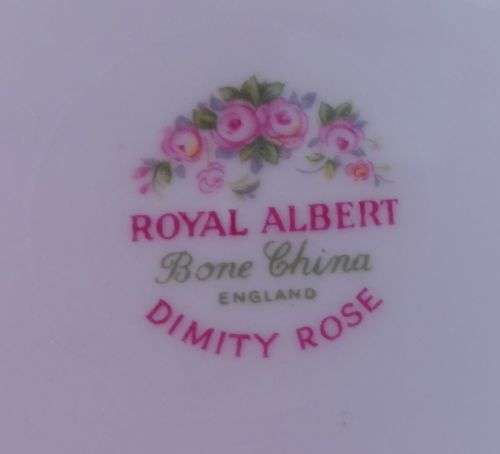 ROYAL ALBERT
Bone China
ENGLAND
DIMITY ROSE